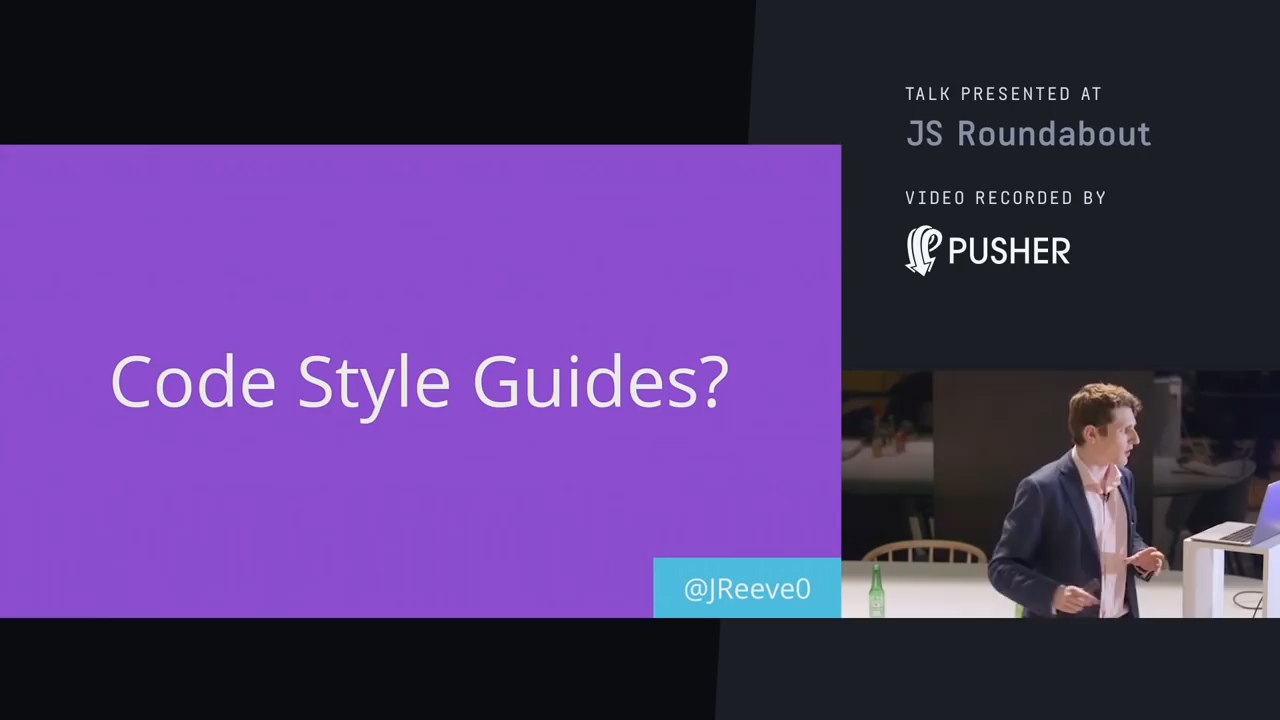 TALK PRESENTED AT
JS Roundabout
VIDEO RECORDED BY
PUSHER
Code Style Guides?
@JReeve0